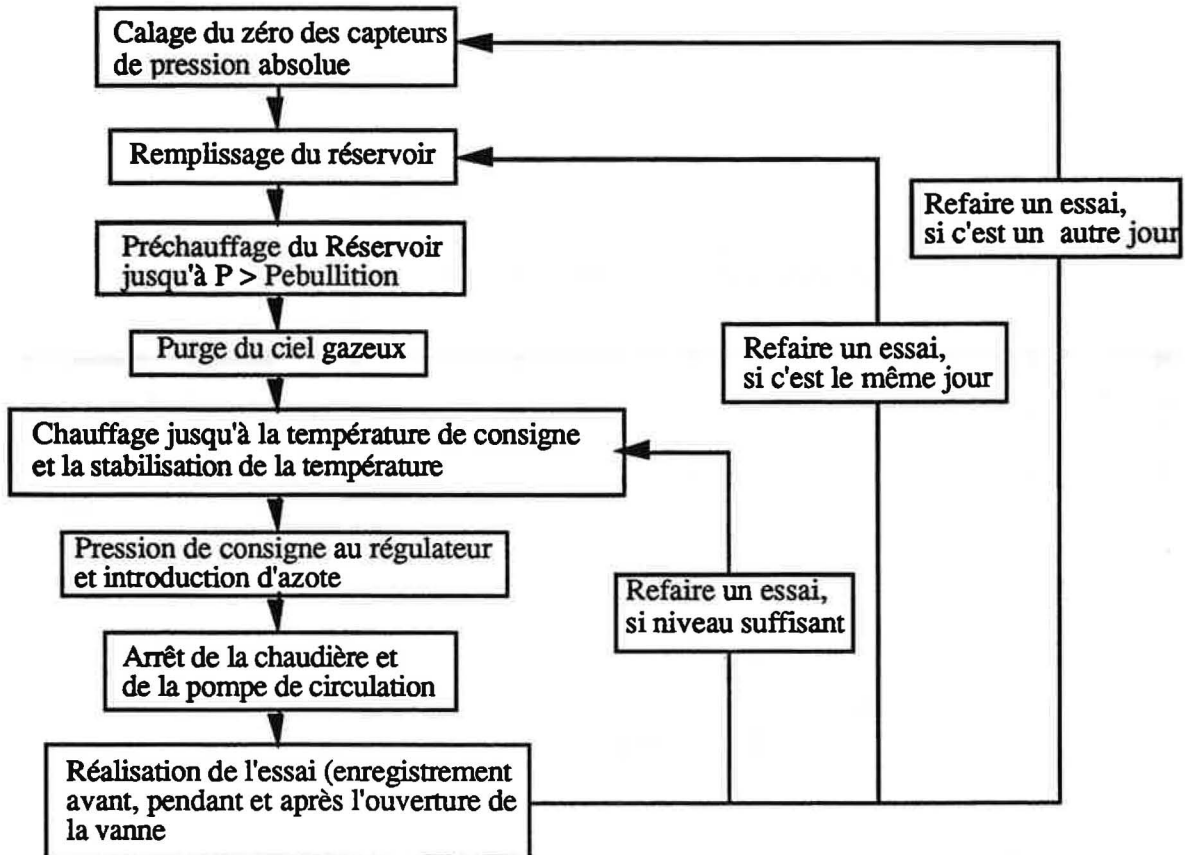 Calage du zéro des capteurs
de pression absolue
Remplissage du réservoir
Refaire un essai,
si c'est un autre jour
Préchauffage du Réservoir
jusqu'à P > Pebullition
Purge du ciel gazeux
Refaire un essai,
si c'est le même jour
Chauffage jusqu'à la température de consigne
et la stabilisation de la température
Pression de consigne au régulateur
et introduction d'azote
Refaire un essai,
si niveau suffisant
Arrêt de la chaudière et
de la pompe de circulation
Réalisation de l'essai (enregistrement
avant, pendant et après l'ouverture de
la vanne